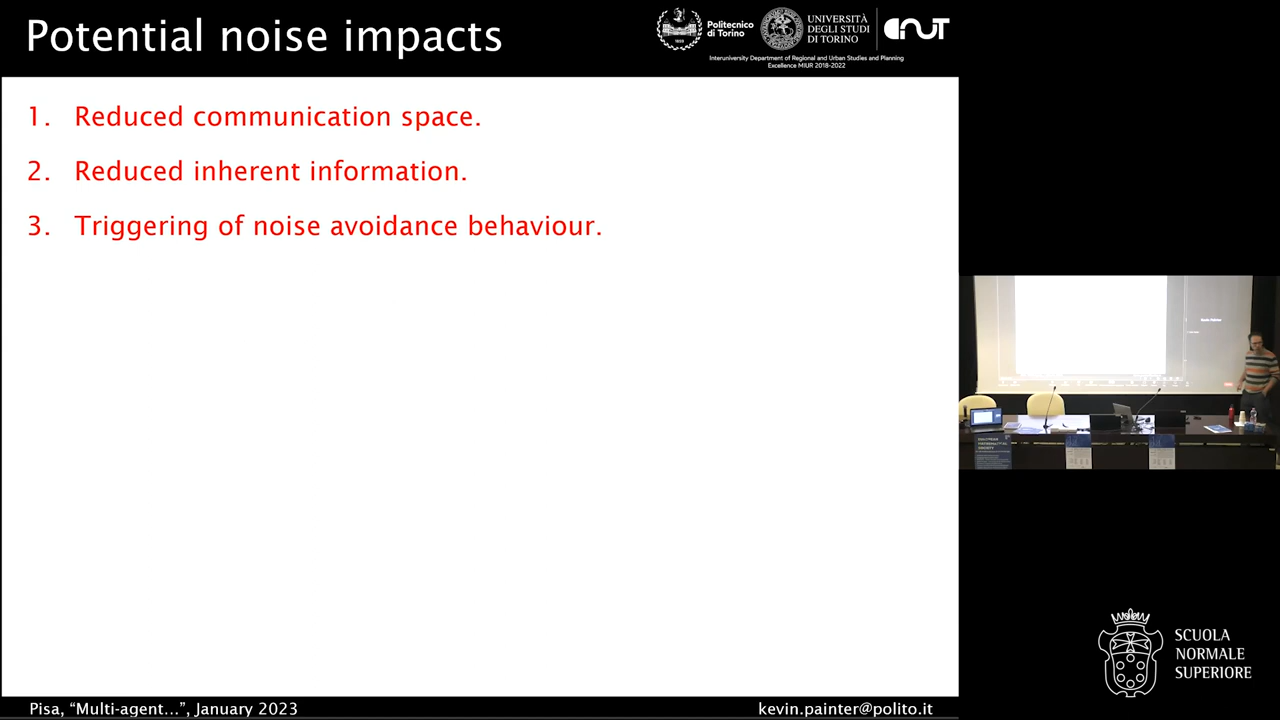 Potential noise impacts
Politecnico
di Torino
UNIVERSITÀ
DEGLI STUDI
DI TORINO
Interuniversity Department of Regional and Urban Studies and Planning
Excellence MIUR 2018-2022
1. Reduced communication space.
2. Reduced inherent information.
3. Triggering of noise avoidance behaviour.
SCUOLA
NORMALE
SUPERIORE
Pisa, “Multi-agent...”, January 2023
kevin.painter@polito.it